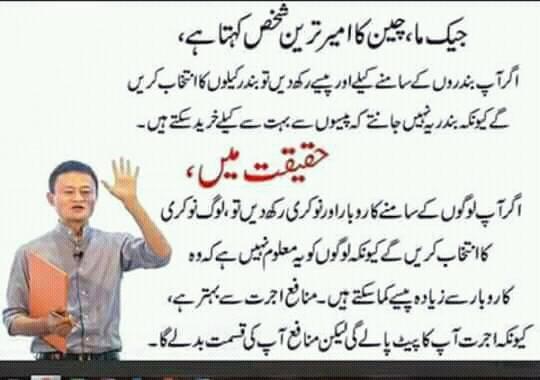 جیک ما، چین کا امیر ترین شخص کہتا ہے،
اگر آپ بندروں کے سامنے کیلے اور پیسے رکھ دیں تو بندر کیلوں کا انتخاب کریں
گے کیونکہ بندر یہ نہیں جانتے کہ پیسوں سے بہت سے کیلے خرید سکتے ہیں۔
حقیقت میں،
اگر آپ لوگوں کے سامنے کاروبار اور نوکری رکھ دیں تو، لوگ نوکری
کا انتخاب کریں گے کیونکہ لوگوں کو یہ معلوم نہیں ہے کہ وہ
کاروبار سے زیادہ پیسے کما سکتے ہیں۔ منافع اجرت سے بہتر ہے،
کیونکہ اجرت آپ کا پیٹ پالے گی لیکن منافع آپ کی قسمت بدلے گا۔